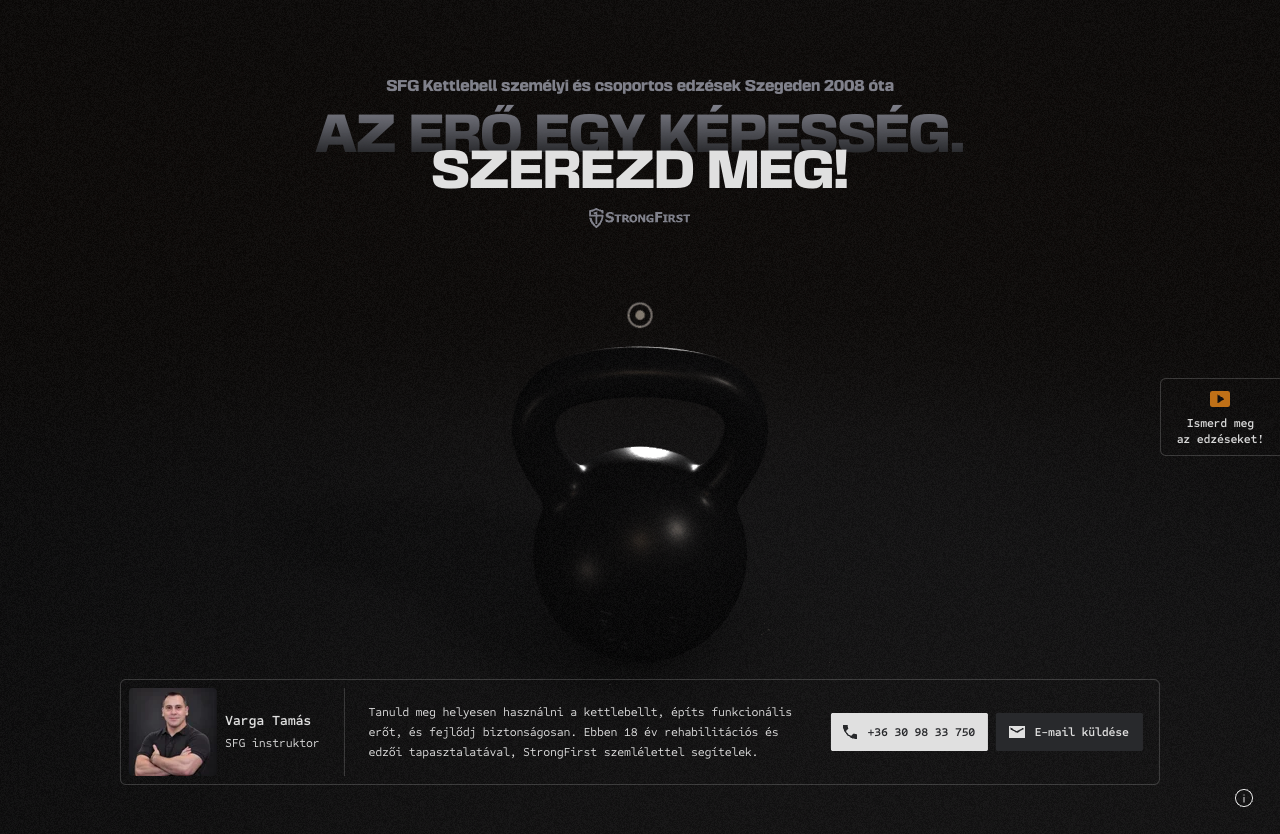 SFG Kettlebell személyi és csoportos edzések Szegeden 2008 óta
AZ ERŐ EGY KÉPESSÉG.
SZEREZD MEG!
STRONGFIRST
Ismerd meg
az edzéseket!
Varga Tamás
SFG instruktor
Tanuld meg helyesen használni a kettlebellt, építs funkcionális
erőt, és fejlődj biztonságosan. Ebben 18 év rehabilitációs és
edzői tapasztalatával, StrongFirst szemlélettel segítelek.
+36 30 98 33 750
E-mail küldése